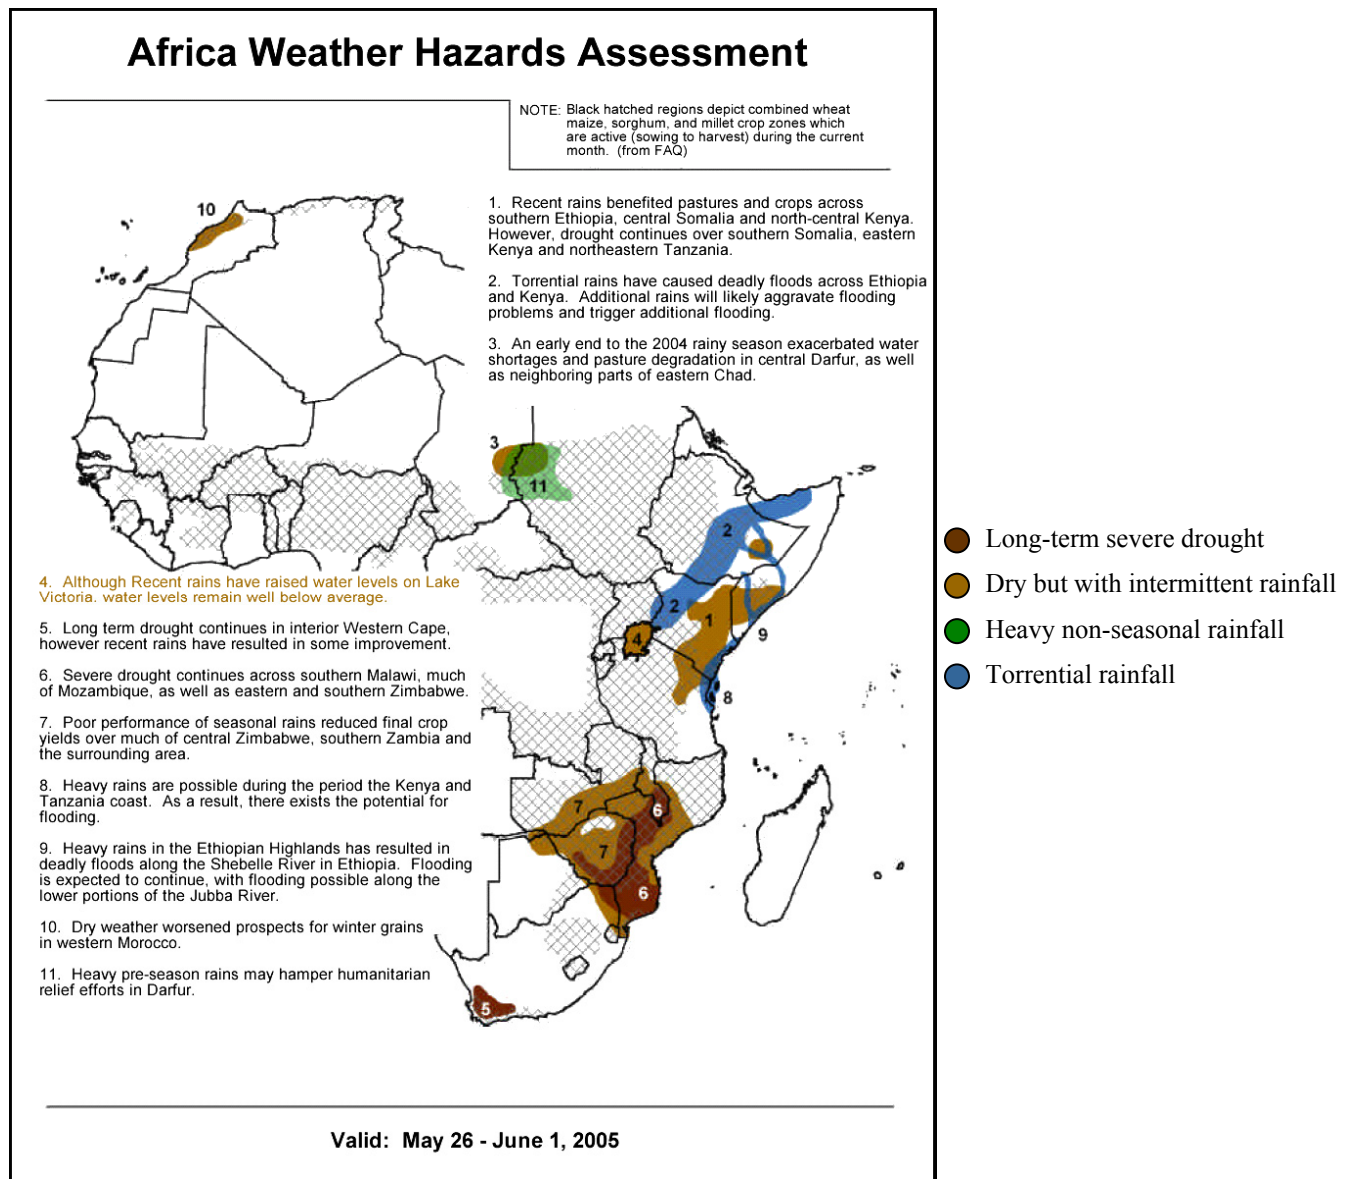 Africa Weather Hazards Assessment
NOTE: Black hatched regions depict combined wheat
maize, sorghum, and millet crop zones which
are active (sowing to harvest) during the current
month. (from FAQ)
1. Recent rains benefited pastures and crops across
southern Ethiopia, central Somalia and north-central Kenya.
However, drought continues over southern Somalia, eastern
Kenya and northeastern Tanzania.
2. Torrential rains have caused deadly floods across Ethiopia
and Kenya. Additional rains will likely aggravate flooding
problems and trigger additional flooding.
3. An early end to the 2004 rainy season exacerbated water
shortages and pasture degradation in central Darfur, as well
as neighboring parts of eastern Chad.
10
3
11
2
2
1
4
9
8
7
6
7
6
5
4. Although Recent rains have raised water levels on Lake
Victoria. water levels remain well below average.
5. Long term drought continues in interior Western Cape,
however recent rains have resulted in some improvement.
6. Severe drought continues across southern Malawi, much
of Mozambique, as well as eastern and southern Zimbabwe.
7. Poor performance of seasonal rains reduced final crop
yields over much of central Zimbabwe, southern Zambia and
the surrounding area.
8. Heavy rains are possible during the period the Kenya and
Tanzania coast. As a result, there exists the potential for
flooding.
9. Heavy rains in the Ethiopian Highlands has resulted in
deadly floods along the Shebelle River in Ethiopia. Flooding
is expected to continue, with flooding possible along the
lower portions of the Jubba River.
10. Dry weather worsened prospects for winter grains
in western Morocco.
11. Heavy pre-season rains may hamper humanitarian
relief efforts in Darfur.
Valid: May 26 - June 1, 2005
Long-term severe drought
Dry but with intermittent rainfall
Heavy non-seasonal rainfall
Torrential rainfall